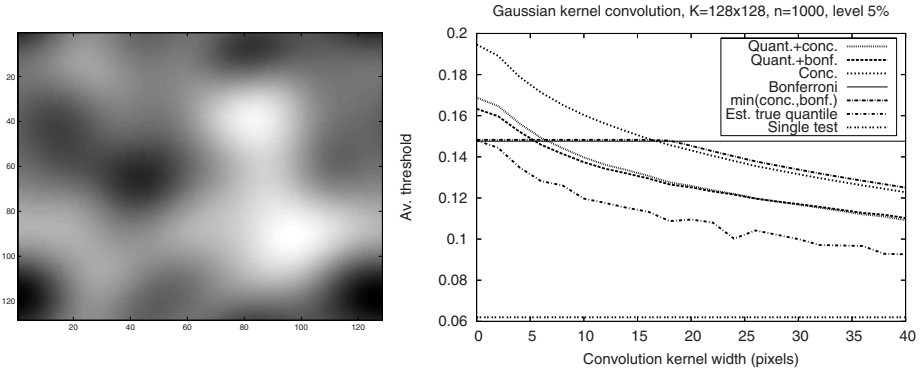 20
40
60
80
100
120
20 40 60 80 100 120
Gaussian kernel convolution, K=128x128, n=1000, level 5%
Av. threshold
0.2
0.18
0.16
0.14
0.12
0.1
0.08
0.06
Quant.+conc.
Quant.+bonf.
Conc.
Bonferroni
min(conc.,bonf.)
Est. true quantile
Single test
0 5 10 15 20 25 30 35 40
Convolution kernel width (pixels)